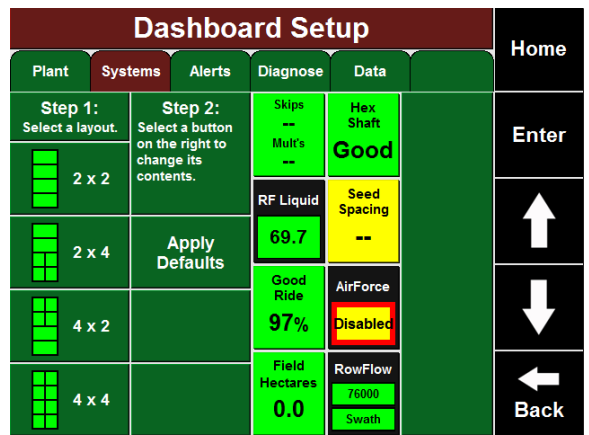 Dashboard Setup
Home
Plant
Systems
Alerts
Diagnose
Data
Step 1:
Select a layout.
2 x 2
2 x 4
4 x 2
4 x 4
Step 2:
Select a button
on the right to
change its
contents.
Apply
Defaults
Skips
--
Mult's
--
Hex
Shaft
Good
RF Liquid
69.7
Seed
Spacing
--
Good
Ride
97%
AirForce
Disabled
Field
Hectares
0.0
RowFlow
76000
Swath
Enter
Back